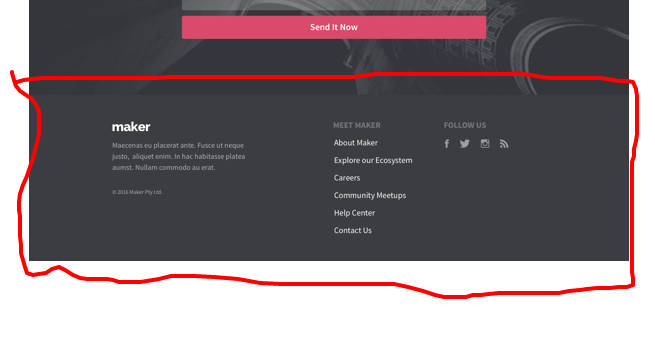 Send It Now
maker
Maecenas eu placerat ante. Fusce ut neque
justo, aliquet enim. In hac habitasse platea
aumst. Nullam commodo au erat.
© 2016 Maker Pty Ltd.
MEET MAKER
About Maker
Explore our Ecosystem
Careers
Community Meetups
Help Center
Contact Us
FOLLOW US